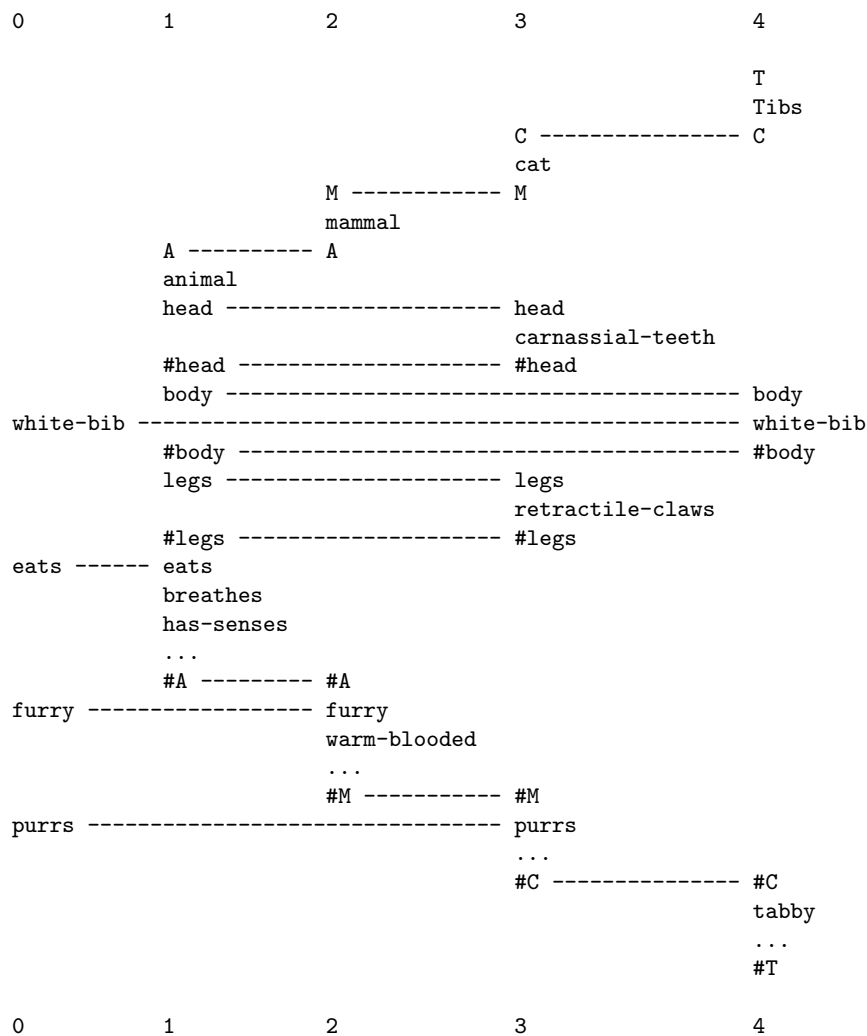 0 1 2 3 4
T
Tibs
C ---------------- C
cat
M ------------ M
mammal
A ---------- A
animal
head ---------------------- head
carnassial-teeth
#head --------------------- #head
body ----------------------------------------- body
white-bib ------------------------------------------------ white-bib
#body ---------------------------------------- #body
legs ---------------------- legs
retractile-claws
#legs --------------------- #legs
eats ------ eats
breathes
has-senses
...
#A --------- #A
furry ------------------ furry
warm-blooded
...
#M ----------- #M
purrs --------------------------------- purrs
...
#C --------------- #C
tabby
...
#T
0 1 2 3 4